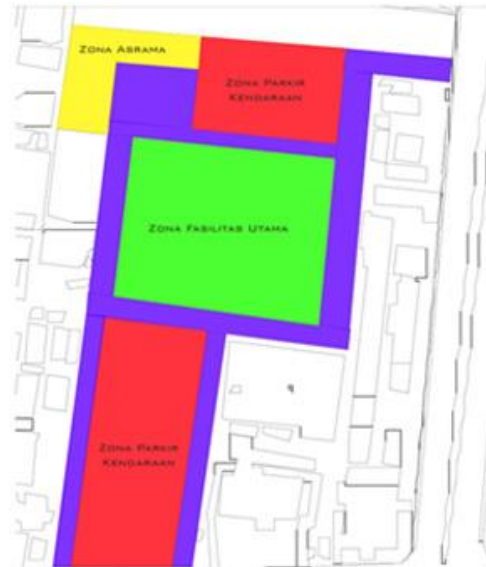 Zona Asrama
Zona Parkir
Kendaraan
Zona Fasilitas Utama
Zona Parkir
Kendaraan